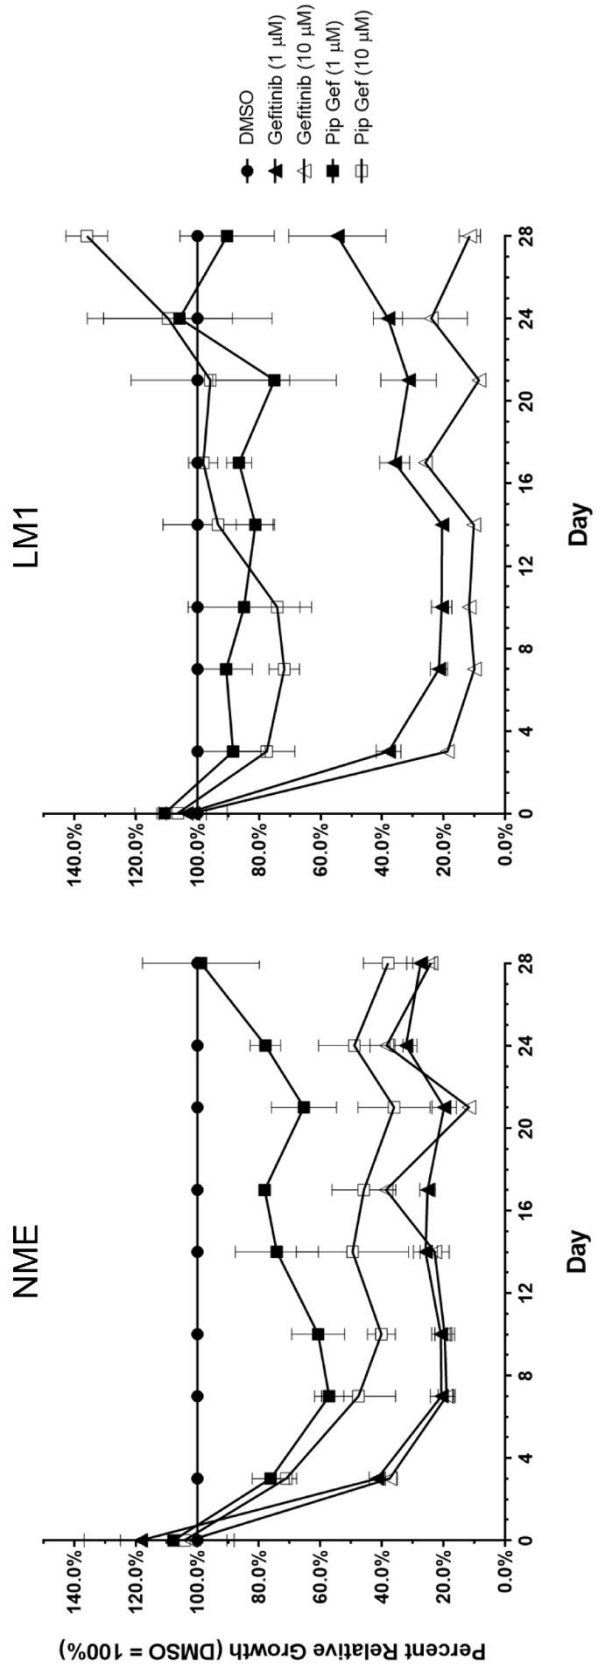 NME
Percent Relative Growth (DMSO = 100%)
140.0%
120.0%
100.0%
80.0%
60.0%
40.0%
20.0%
0.0%
0 4 8 12 16 20 24 28
Day
LM1
140.0%
120.0%
100.0%
80.0%
60.0%
40.0%
20.0%
0.0%
0 4 8 12 16 20 24 28
Day
DMSO
Gefitinib (1 μM)
Gefitinib (10 μM)
Pip Gef (1 μM)
Pip Gef (10 μM)